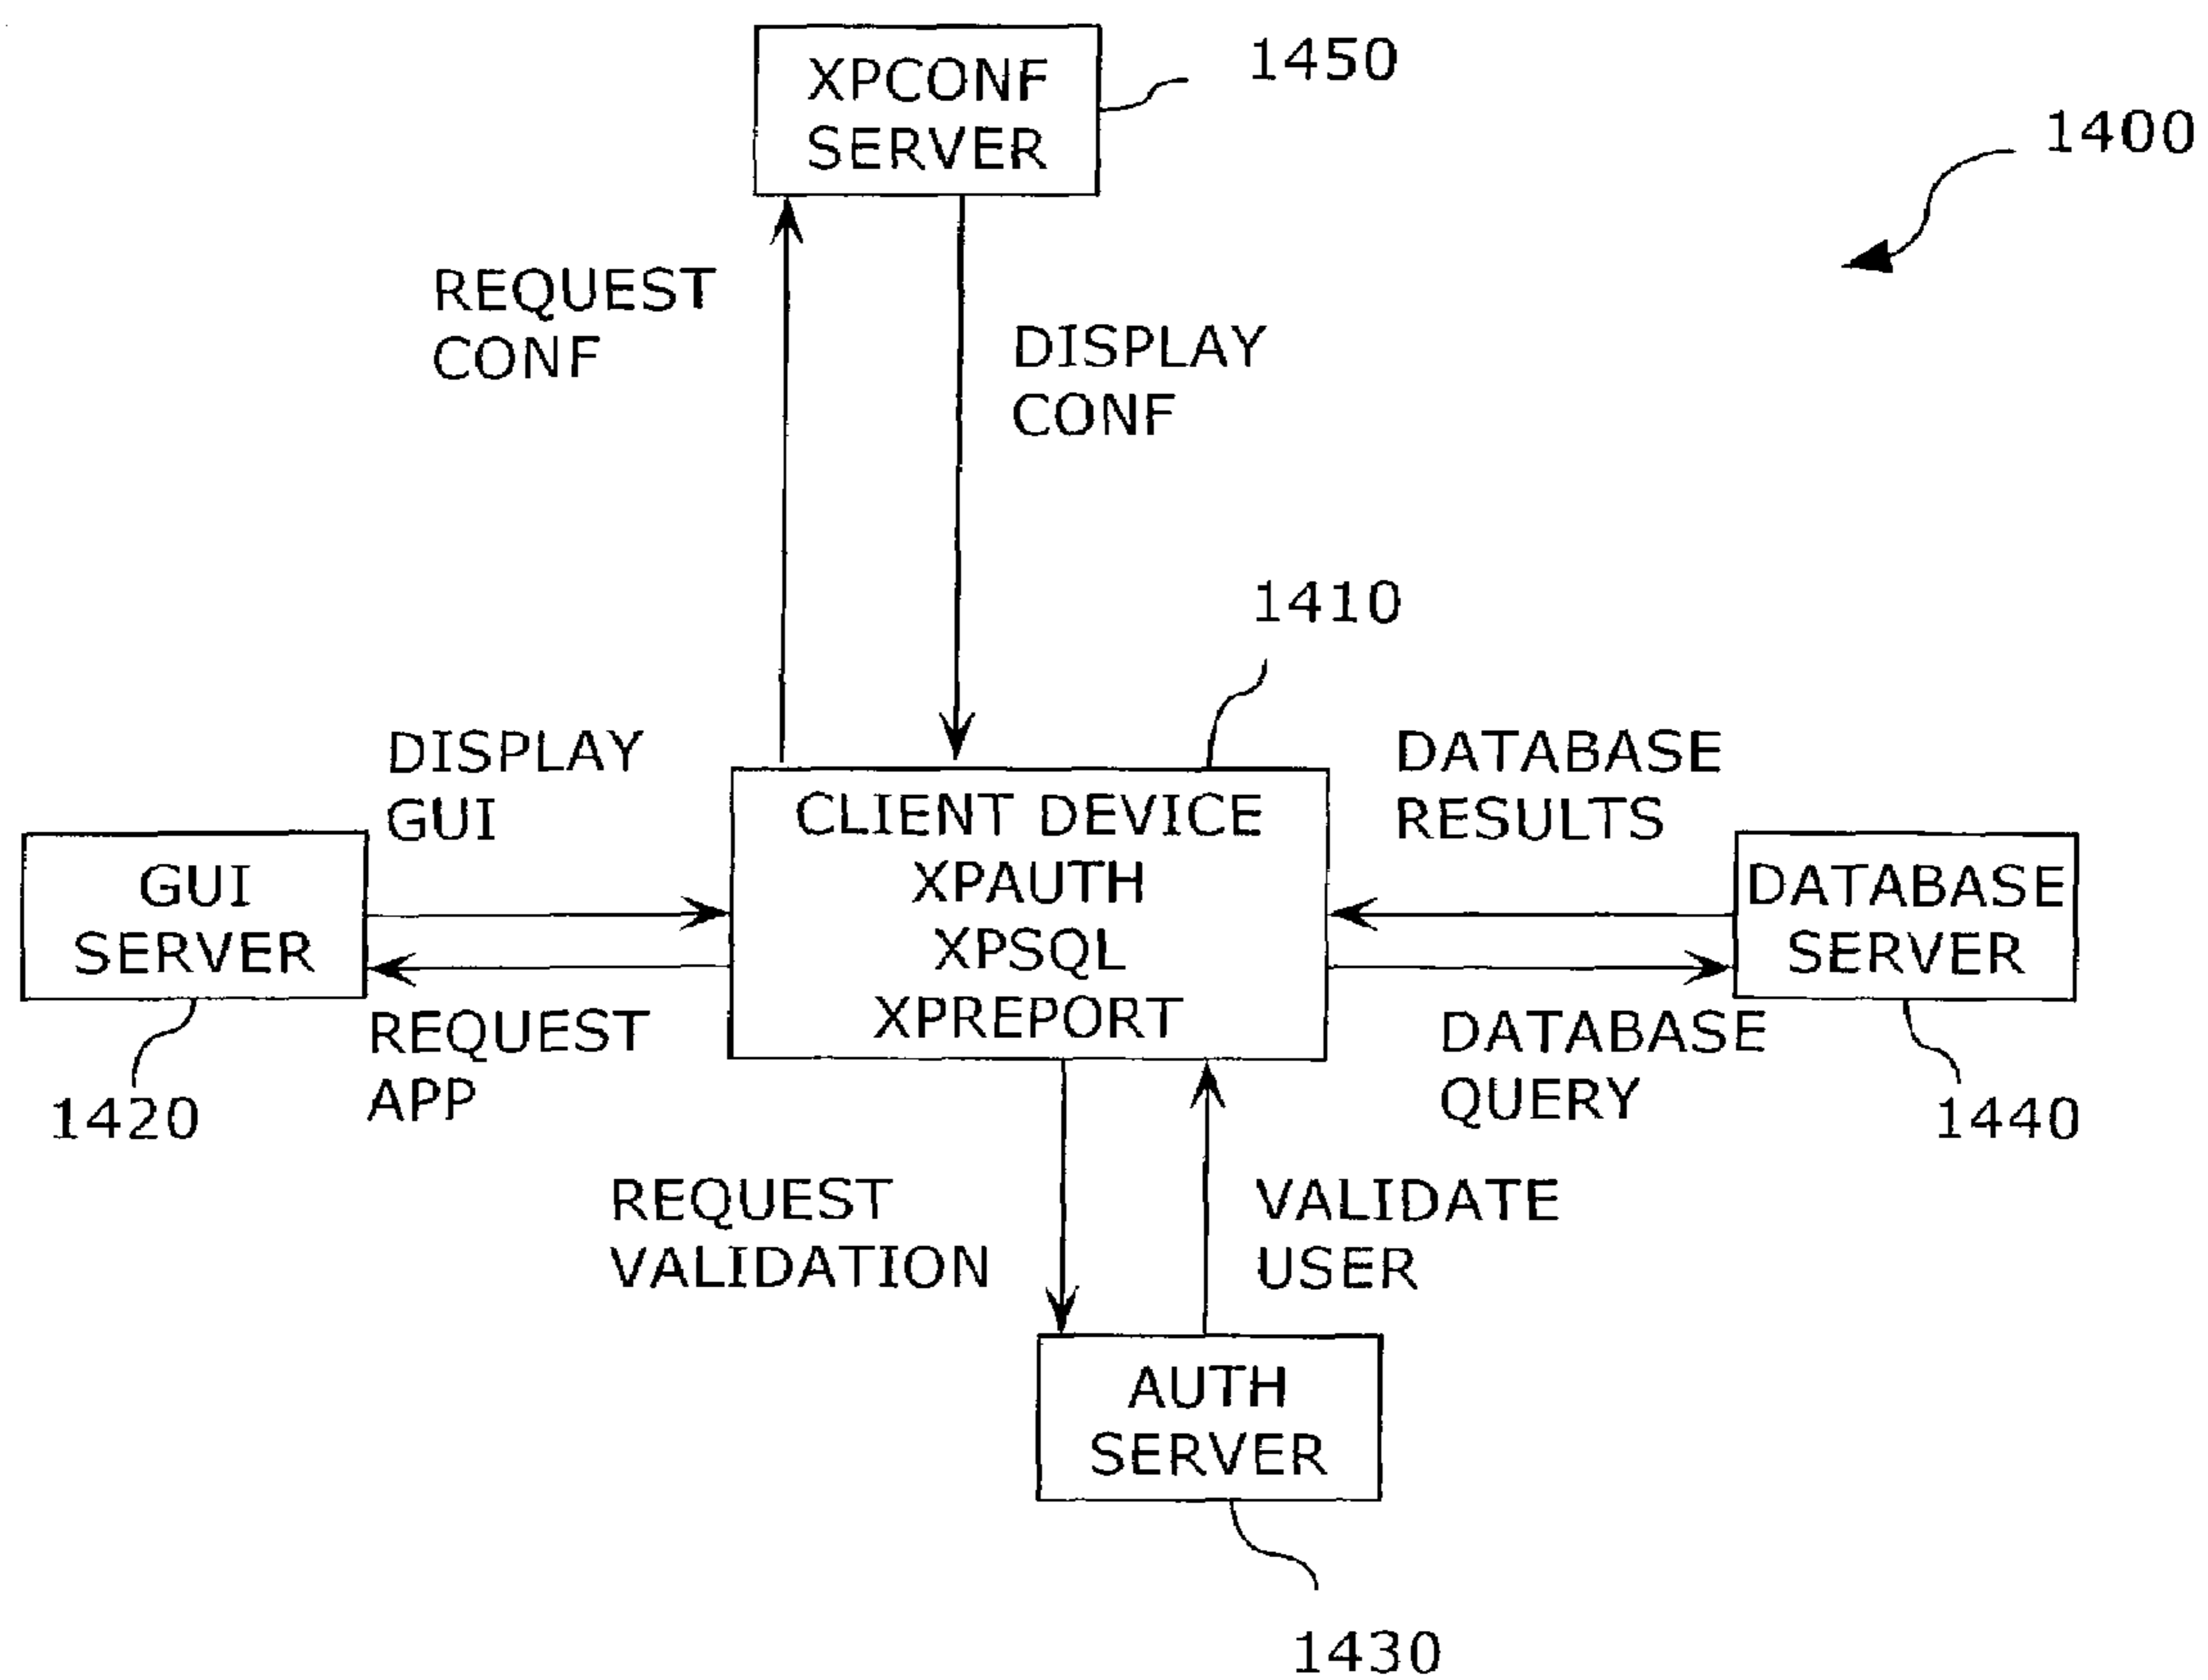 XPCONF
SERVER
1450
1400
REQUEST
CONF
DISPLAY
CONF
1410
DISPLAY
GUI
CLIENT DEVICE
XPAUTH
XPSQL
XPREPORT
DATABASE
RESULTS
GUI
SERVER
DATABASE
SERVER
REQUEST
APP
1420
DATABASE
QUERY
1440
REQUEST
VALIDATION
VALIDATE
USER
AUTH
SERVER
1430